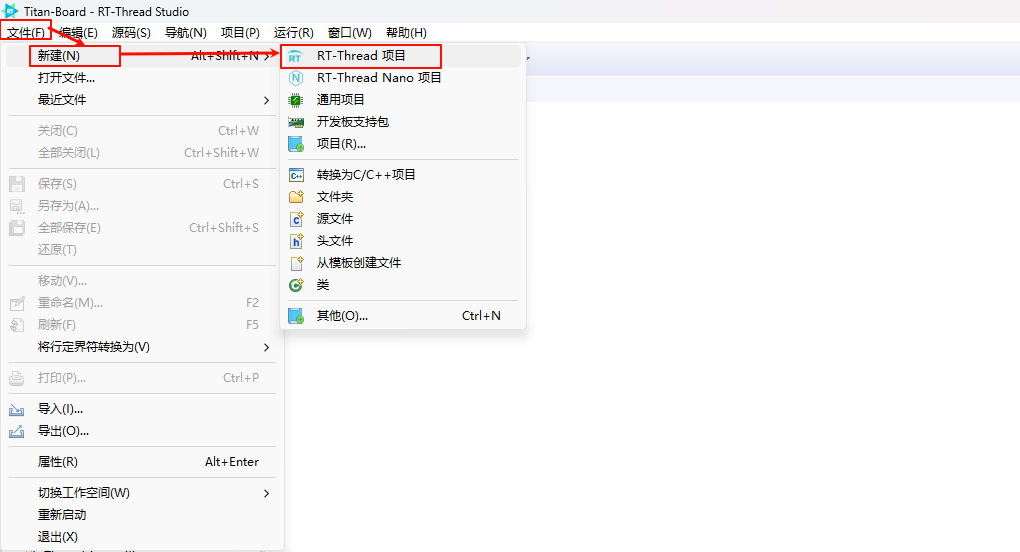 Titan-Board - RT-Thread Studio
文件(F) 编辑(E) 源码(S) 导航(N) 项目(P) 运行(R) 窗口(W) 帮助(H)
新建(N) Alt+Shift+N
打开文件...
最近文件
关闭(C) Ctrl+W
全部关闭(L) Ctrl+Shift+W
保存(S) Ctrl+S
另存为(A)...
全部保存(E) Ctrl+Shift+S
还原(T)
移动(V)...
重命名(M)... F2
刷新(F) F5
将行定界符转换为(V)
打印(P)... Ctrl+P
导入(I)...
导出(O)...
属性(R) Alt+Enter
切换工作空间(W)
重新启动
退出(X)
RT-Thread 项目
RT-Thread Nano 项目
通用项目
开发板支持包
项目(R)...
转换为C/C++项目
文件夹
源文件
头文件
从模板创建文件
类
其他(O)... Ctrl+N